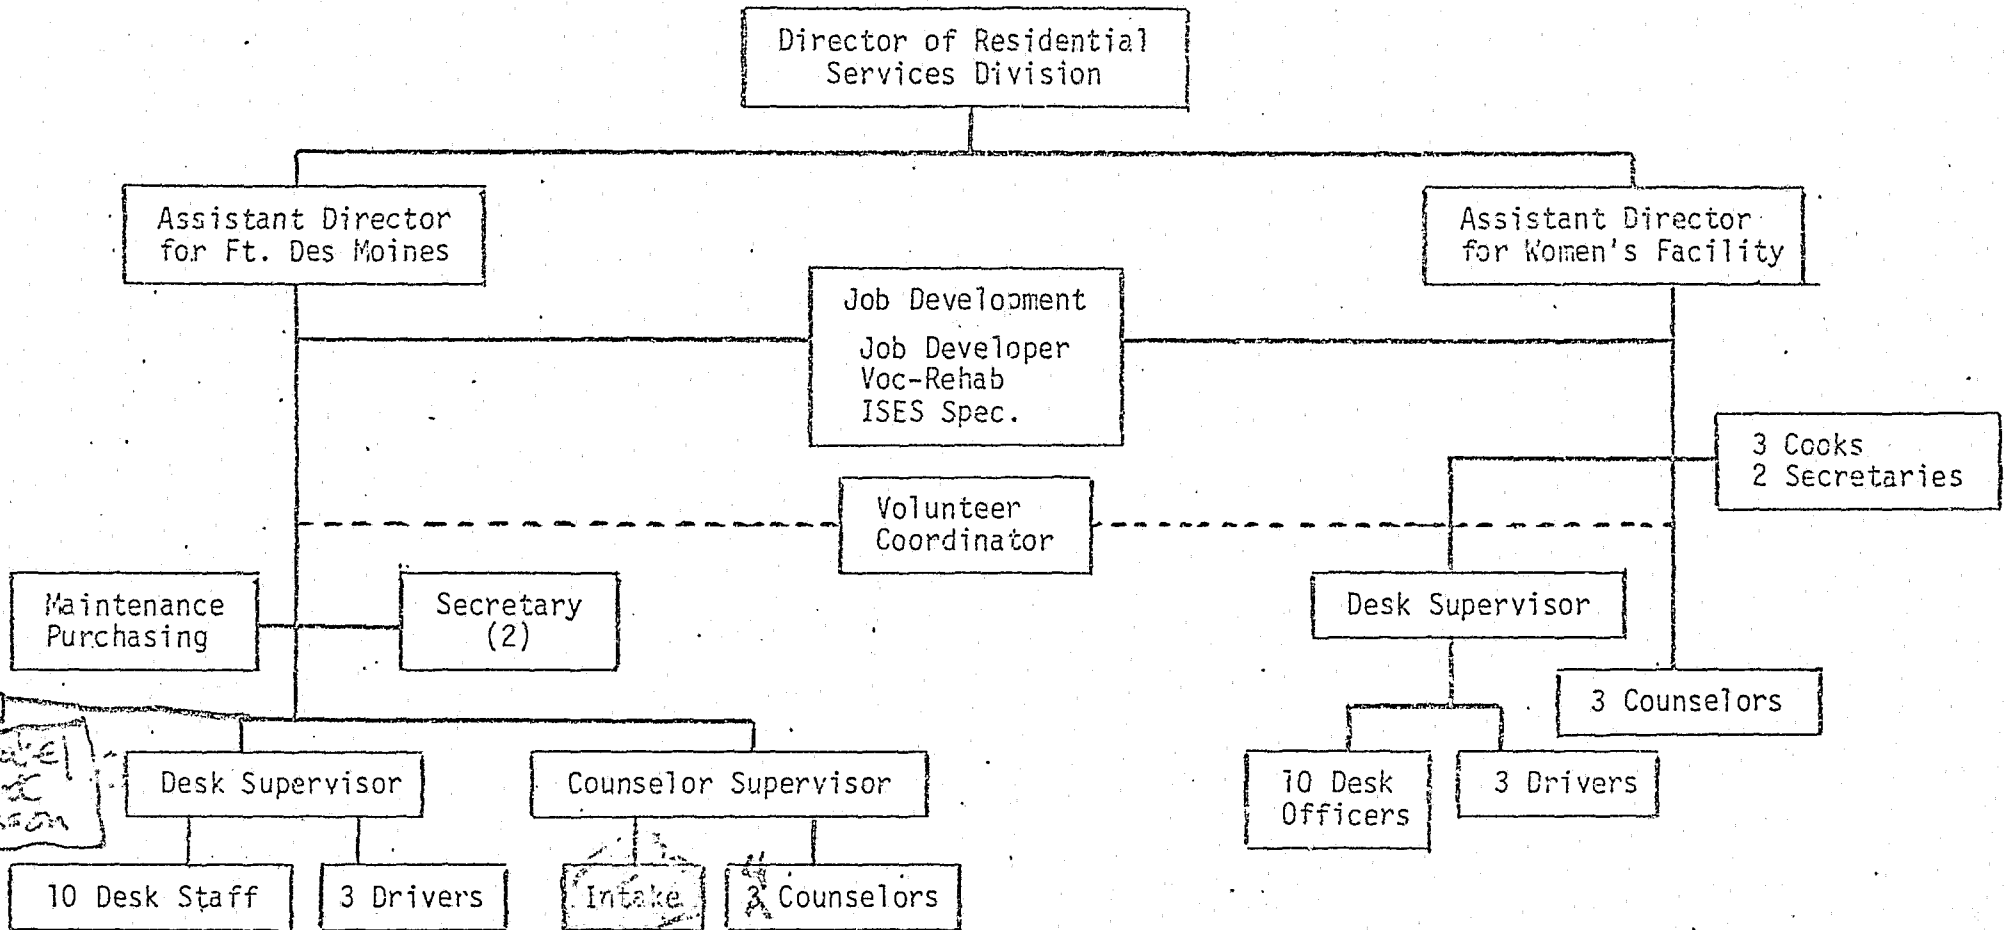 Director of Residential
Services Division
Assistant Director
for Ft. Des Moines
Assistant Director
for Women's Facility
Job Development
Job Developer
Voc-Rehab
ISES Spec.
3 Cooks
2 Secretaries
Volunteer
Coordinator
Maintenance
Purchasing
Secretary
(2)
Desk Supervisor
3 Counselors
Desk Supervisor
Counselor Supervisor
10 Desk
Officers
3 Drivers
10 Desk Staff
3 Drivers
Intake
3 Counselors